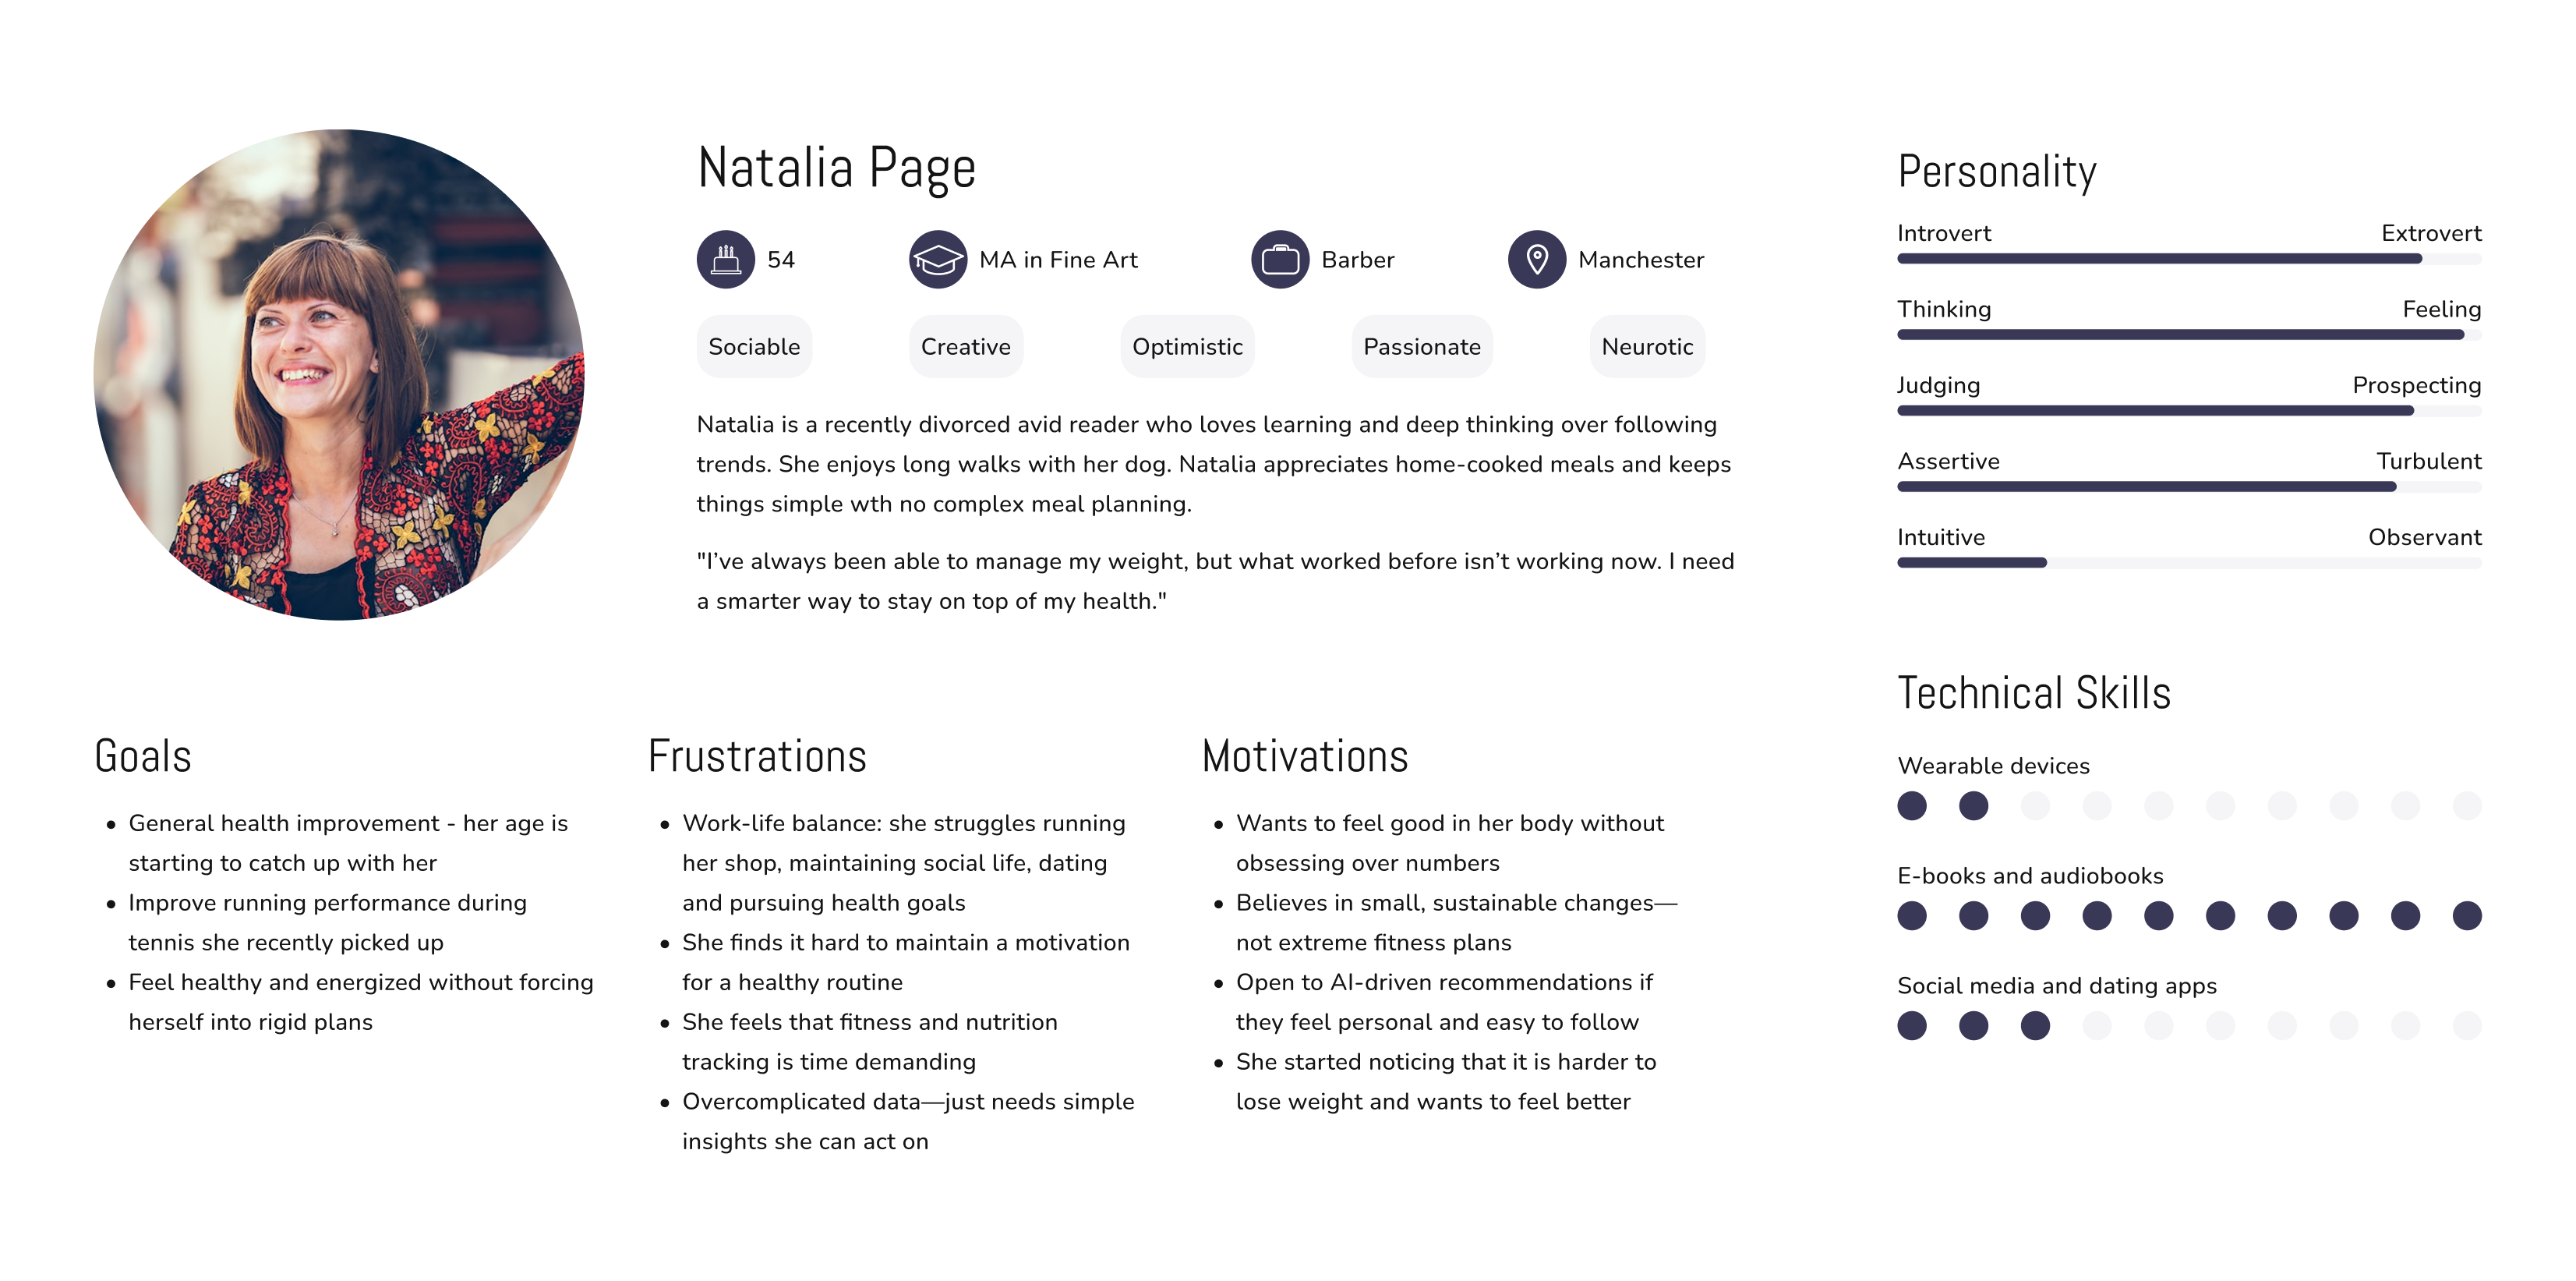 Natalia Page
54
MA in Fine Art
Barber
Manchester
Sociable
Creative
Optimistic
Passionate
Neurotic
Natalia is a recently divorced avid reader who loves learning and deep thinking over following
trends. She enjoys long walks with her dog. Natalia appreciates home-cooked meals and keeps
things simple wth no complex meal planning.
"I’ve always been able to manage my weight, but what worked before isn’t working now. I need
a smarter way to stay on top of my health."
Personality
Introvert
Extrovert
Thinking
Feeling
Judging
Prospecting
Assertive
Turbulent
Intuitive
Observant
Goals
• General health improvement - her age is
starting to catch up with her
• Improve running performance during
tennis she recently picked up
• Feel healthy and energized without forcing
herself into rigid plans
Frustrations
• Work-life balance: she struggles running
her shop, maintaining social life, dating
and pursuing health goals
• She finds it hard to maintain a motivation
for a healthy routine
• She feels that fitness and nutrition
tracking is time demanding
• Overcomplicated data—just needs simple
insights she can act on
Motivations
• Wants to feel good in her body without
obsessing over numbers
• Believes in small, sustainable changes—
not extreme fitness plans
• Open to AI-driven recommendations if
they feel personal and easy to follow
• She started noticing that it is harder to
lose weight and wants to feel better
Technical Skills
Wearable devices
E-books and audiobooks
Social media and dating apps